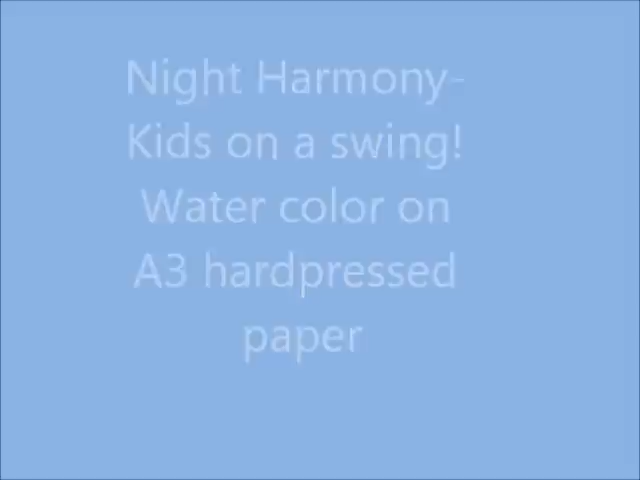 Night Harmony-
Kids on a swing!
Water color on
A3 hardpressed
paper